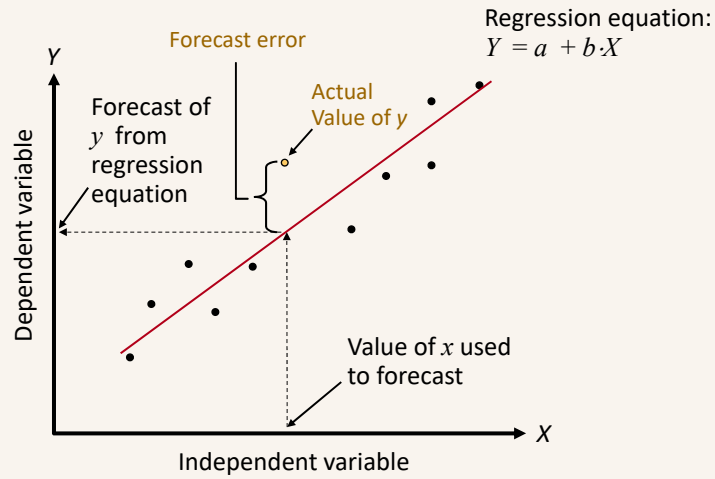 Regression equation:
Y = a + b·X
Forecast error
Y
Actual
Value of y
Forecast of
y from
regression
equation
Dependent variable
Value of x used
to forecast
X
Independent variable